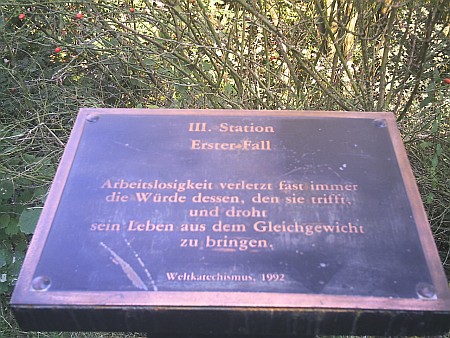 III. Station
Erster Fall
Arbeitslosigkeit verletzt fast immer
die Würde dessen, den sie trifft,
und droht
sein Leben aus dem Gleichgewicht
zu bringen.
Weltkatechismus, 1992